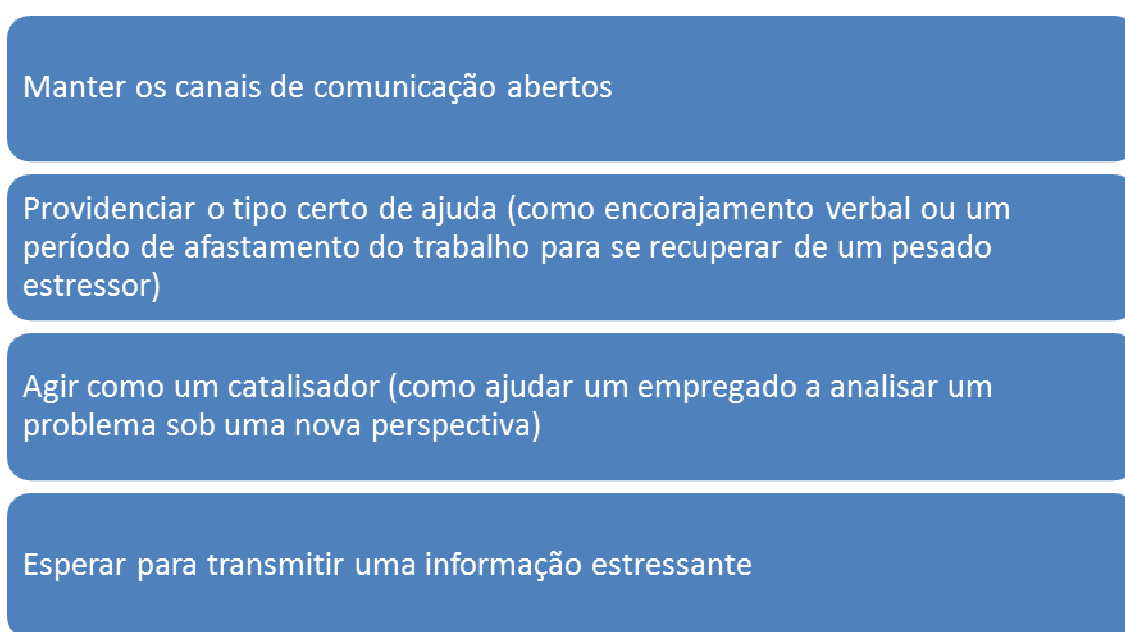 Manter os canais de comunicação abertos
Providenciar o tipo certo de ajuda (como encorajamento verbal ou um
período de afastamento do trabalho para se recuperar de um pesado
estressor)
Agir como um catalisador (como ajudar um empregado a analisar um
problema sob uma nova perspectiva)
Esperar para transmitir uma informação estressante